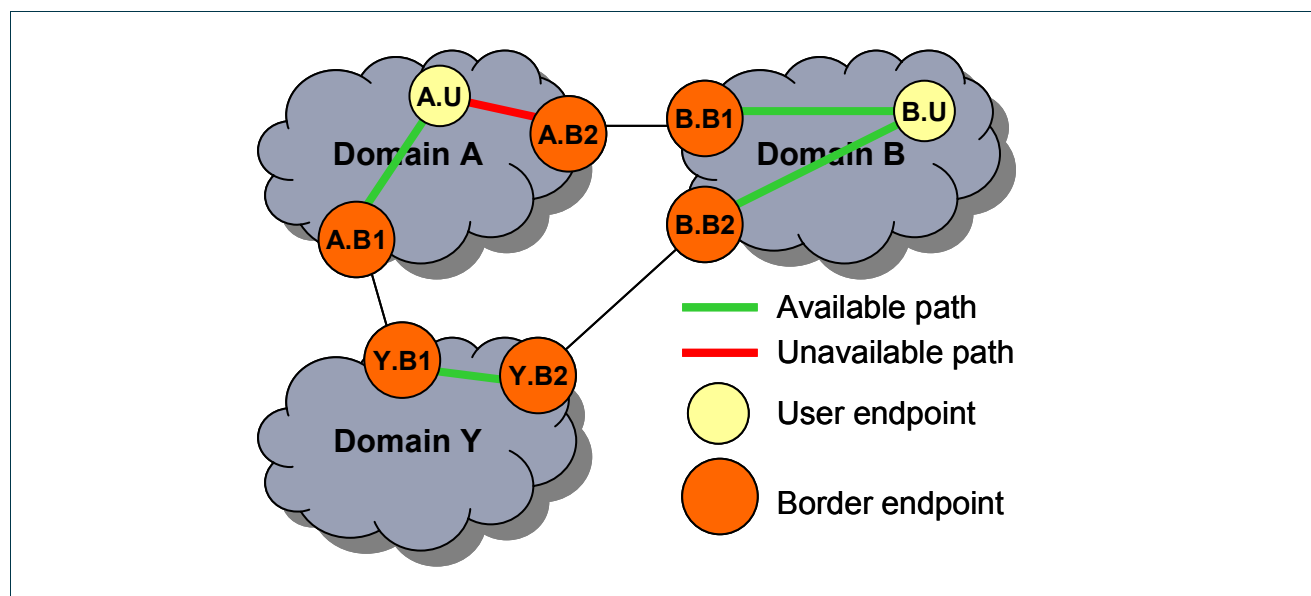 A.U
A.B2
Domain A
A.B1
B.B1
B.U
Domain B
B.B2
Y.B1
Y.B2
Domain Y
Available path
Unavailable path
User endpoint
Border endpoint